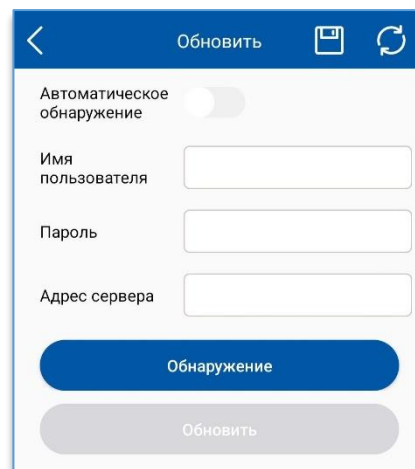 Обновить
Автоматическое
обнаружение
Имя
пользователя
Пароль
Адрес сервера
Обнаружение
Обновить